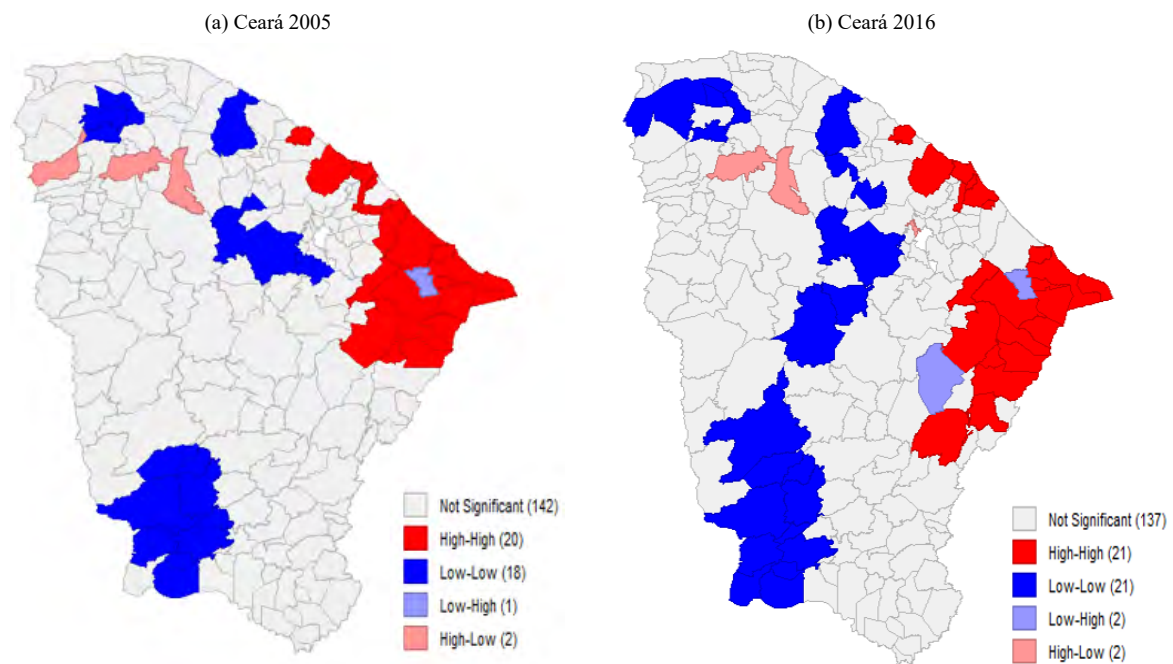 (a) Ceará 2005
(b) Ceará 2016
Not Significant (142)
High-High (20)
Low-Low (18)
Low-High (1)
High-Low (2)
Not Significant (137)
High-High (21)
Low-Low (21)
Low-High (2)
High-Low (2)